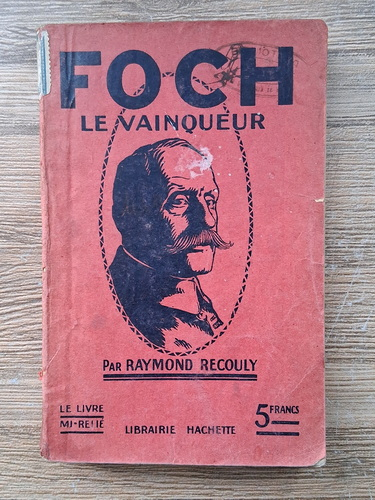 FOCH
LE VAINQUEUR
PAR RAYMOND RECOULY
LE LIVRE
MI-RELIÉ
LIBRAIRIE HACHETTE
5 FRANCS